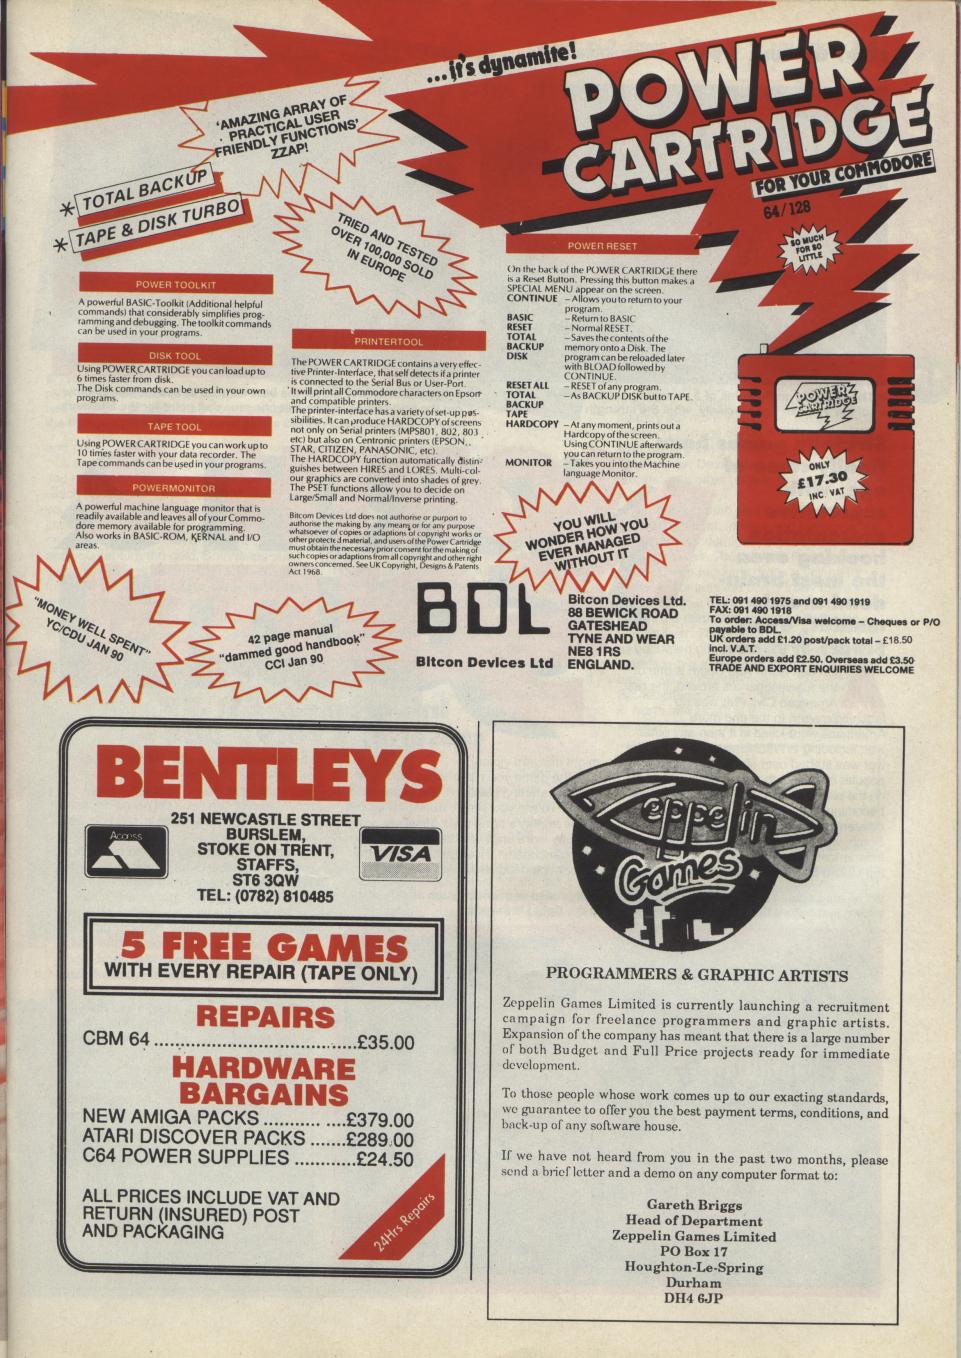 ...it's dynamite!
POWER
CARTRIDGE
FOR YOUR COMMODORE
64/128
SO MUCH
FOR SO
LITTLE
'AMAZING ARRAY OF
PRACTICAL USER
FRIENDLY FUNCTIONS'
ZZAP!
* TOTAL BACKUP
* TAPE & DISK TURBO
TRIED AND TESTED
OVER 100,000 SOLD
IN EUROPE
POWER TOOLKIT
A powerful BASIC-Toolkit (Additional helpful
commands) that considerably simplifies prog-
ramming and debugging. The toolkit commands
can be used in your programs.
DISK TOOL
Using POWER CARTRIDGE you can load up to
6 times faster from disk.
The Disk commands can be used in your own
programs.
TAPE TOOL
Using POWER CARTRIDGE you can work up to
10 times faster with your data recorder. The
Tape commands can be used in your programs.
POWERMONITOR
A powerful machine language monitor that is
readily available and leaves all of your Commo-
dore memory available for programming.
Also works in BASIC-ROM, KERNAL and I/O
areas.
PRINTERTOOL
The POWER CARTRIDGE contains a very effec-
tive Printer-Interface, that self detects if a printer
is connected to the Serial Bus or User-Port.
It will print all Commodore characters on Epson
and compatible printers.
The printer-interface has a variety of set-up pos-
sibilities. It can produce HARDCOPY of screens
not only on Serial printers (MPS801, 802, 803
etc) but also on Centronic printers (EPSON,
STAR, CITIZEN, PANASONIC, etc).
The HARDCOPY function automatically distin-
guishes between HIRES and LORES. Multi-col-
our graphics are converted into shades of grey.
The PSET functions allow you to decide on
Large/Small and Normal/Inverse printing.
Bitcom Devices Ltd does not authorise or purport to
authorise the making by any means or for any purpose
whatsoever of copies or adaptions of copyright works or
other protected material, and users of the Power Cartridge
must obtain the necessary prior consent for the making of
such copies or adaptions from all copyright and other right
owners concerned. See UK Copyright, Designs & Patents
Act 1968.
POWER RESET
On the back of the POWER CARTRIDGE there
is a Reset Button. Pressing this button makes a
SPECIAL MENU appear on the screen.
CONTINUE – Allows you to return to your
program.
BASIC – Return to BASIC
RESET – Normal RESET.
TOTAL – Saves the contents of the
BACKUP memory onto a Disk. The
DISK program can be reloaded later
with BLOAD followed by
CONTINUE.
RESET ALL – RESET of any program.
TOTAL – As BACKUP DISK but to TAPE.
BACKUP
TAPE
HARDCOPY – At any moment, prints out a
Hardcopy of the screen.
Using CONTINUE afterwards
you can return to the program.
MONITOR – Takes you into the Machine
language Monitor.
POWER
CARTRIDGE
ONLY
£17.30
INC. VAT
YOU WILL
WONDER HOW YOU
EVER MANAGED
WITHOUT IT
"MONEY WELL SPENT"
YC/CDU JAN 90
42 page manual
"dammed good handbook"
CCI Jan 90
BDL
Bitcon Devices Ltd
Bitcon Devices Ltd.
88 BEWICK ROAD
GATESHEAD
TYNE AND WEAR
NE8 1RS
ENGLAND.
TEL: 091 490 1975 and 091 490 1919
FAX: 091 490 1918
To order: Access/Visa welcome – Cheques or P/O
payable to BDL.
UK orders add £1.20 post/pack total – £18.50
incl. V.A.T.
Europe orders add £2.50. Overseas add £3.50
TRADE AND EXPORT ENQUIRIES WELCOME
BENTLEYS
251 NEWCASTLE STREET
BURSLEM,
STOKE ON TRENT,
STAFFS,
ST6 3QW
TEL: (0782) 810485
Access
VISA
5 FREE GAMES
WITH EVERY REPAIR (TAPE ONLY)
REPAIRS
CBM 64 ....................................£35.00
HARDWARE
BARGAINS
NEW AMIGA PACKS ........... ....£379.00
ATARI DISCOVER PACKS .......£289.00
C64 POWER SUPPLIES ............£24.50
ALL PRICES INCLUDE VAT AND
RETURN (INSURED) POST
AND PACKAGING
24Hrs Repairs
Zeppelin
Games
PROGRAMMERS & GRAPHIC ARTISTS
Zeppelin Games Limited is currently launching a recruitment
campaign for freelance programmers and graphic artists.
Expansion of the company has meant that there is a large number
of both Budget and Full Price projects ready for immediate
development.
To those people whose work comes up to our exacting standards,
we guarantee to offer you the best payment terms, conditions, and
back-up of any software house.
If we have not heard from you in the past two months, please
send a brief letter and a demo on any computer format to:
Gareth Briggs
Head of Department
Zeppelin Games Limited
PO Box 17
Houghton-Le-Spring
Durham
DH4 6JP